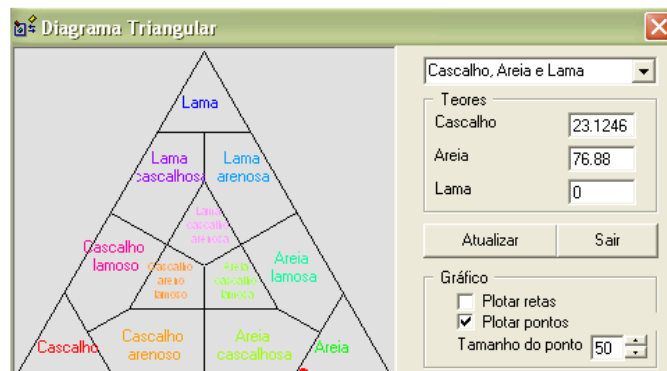 Diagrama Triangular
Lama
Lama
cascalhosa
Lama
arenosa
Lama
cascalho
arenosa
Cascalho
lamoso
Cascalho
areno
lamoso
Areia
cascalho
lamosa
Areia
lamosa
Cascalho
Cascalho
arenoso
Areia
cascalhosa
Areia
Cascalho, Areia e Lama
Teores
Cascalho 23.1246
Areia 76.88
Lama 0
Atualizar Sair
Gráfico
Plotar retas
Plotar pontos
Tamanho do ponto 50